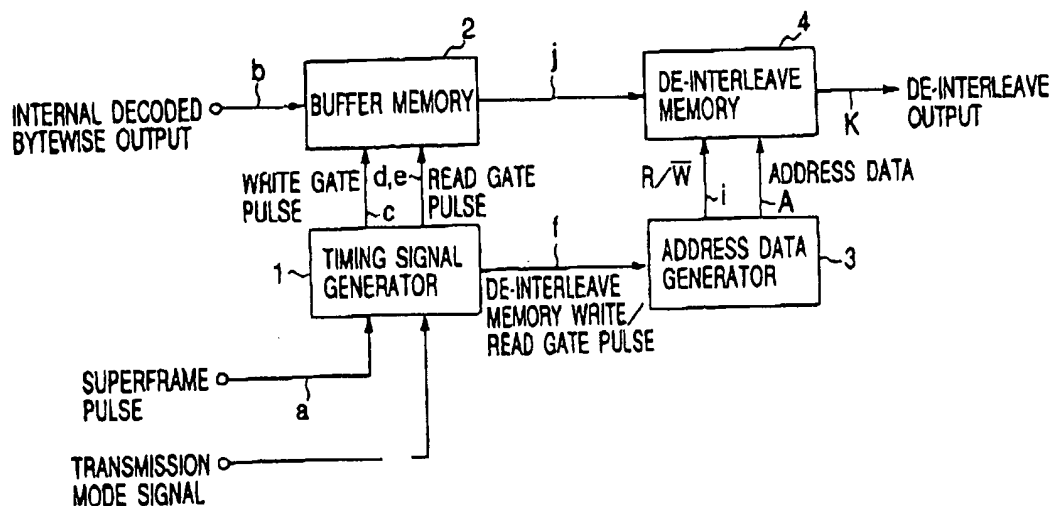 2
4
b
BUFFER MEMORY
j
DE-INTERLEAVE
MEMORY
K
DE-INTERLEAVE
OUTPUT
INTERNAL DECODED
BYTEWISE OUTPUT
WRITE GATE
PULSE
c
d,e
READ GATE
PULSE
R/W̅
i
ADDRESS DATA
A
1
TIMING SIGNAL
GENERATOR
f
DE-INTERLEAVE
MEMORY WRITE/
READ GATE PULSE
ADDRESS DATA
GENERATOR
3
SUPERFRAME
PULSE
a
TRANSMISSION
MODE SIGNAL